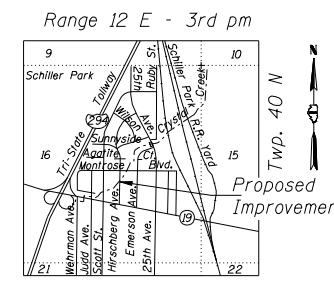 Range 12 E - 3rd pm
9
10
Schiller Park
Tri-State Tollway
294
25th
Ruby St.
Schiller Park R.R. Yard
Crystal Creek
Wilson Ave.
Sunnyside
Agatite
Ct.
Montrose
Blvd.
16
15
Twp. 40 N
N
Proposed
Improvemen
19
Wehrman Ave.
Judd Ave.
Scott St.
Hirschberg Ave.
Emerson Ave.
25th Ave.
21
22